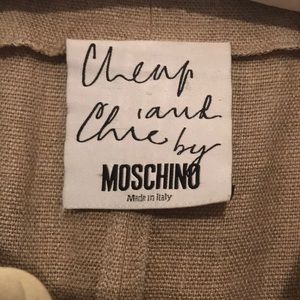 Cheap
and
Chic by
MOSCHINO
Made in Italy